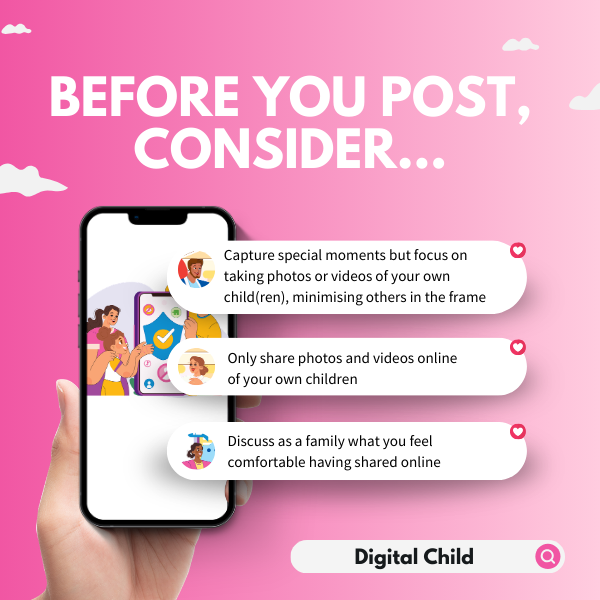 BEFORE YOU POST,
CONSIDER...
Capture special moments but focus on
taking photos or videos of your own
child(ren), minimising others in the frame
Only share photos and videos online
of your own children
Discuss as a family what you feel
comfortable having shared online
Digital Child